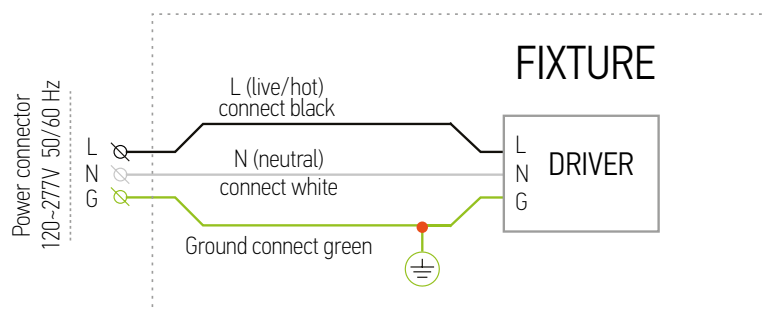 FIXTURE
Power connector
120~277V 50/60 Hz
L (live/hot)
connect black
L
N
G
N (neutral)
connect white
Ground connect green
L
N
G
DRIVER